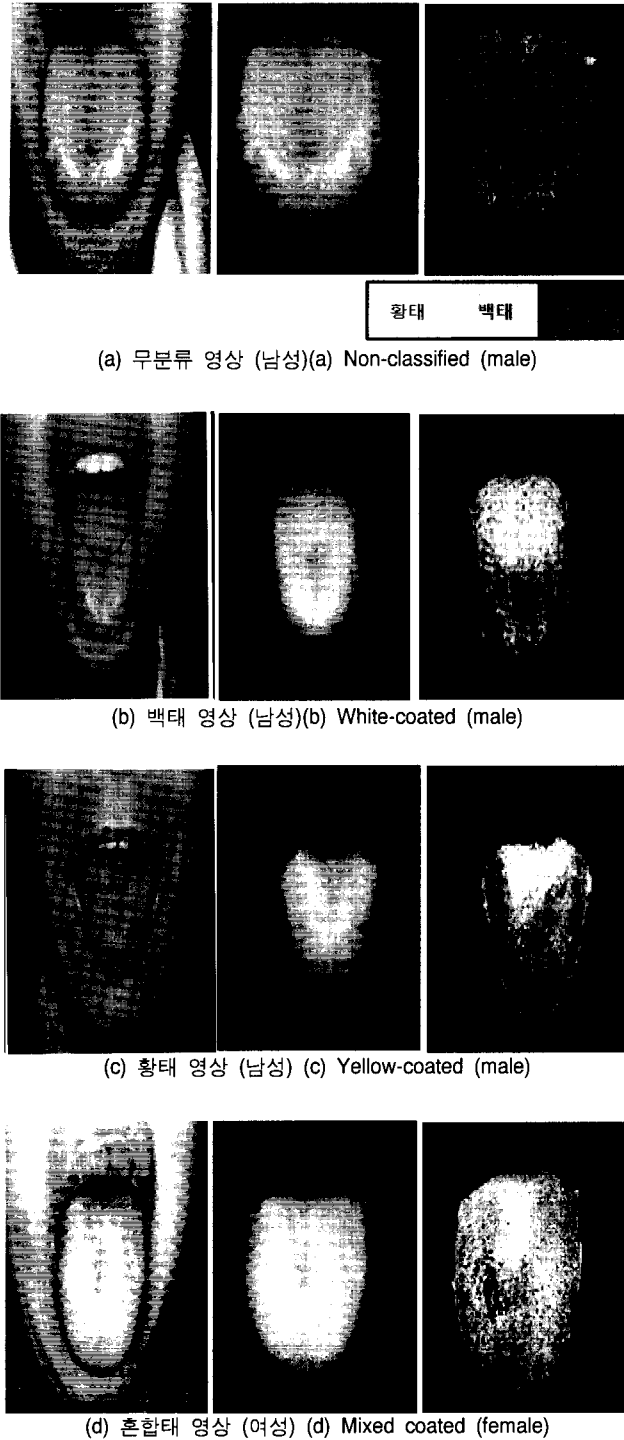 황태 백태
(a) 무분류 영상 (남성)(a) Non-classified (male)
(b) 백태 영상 (남성)(b) White-coated (male)
(c) 황태 영상 (남성) (c) Yellow-coated (male)
(d) 혼합태 영상 (여성) (d) Mixed coated (female)